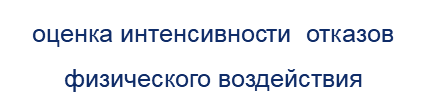 оценка интенсивности отказов
физического воздействия